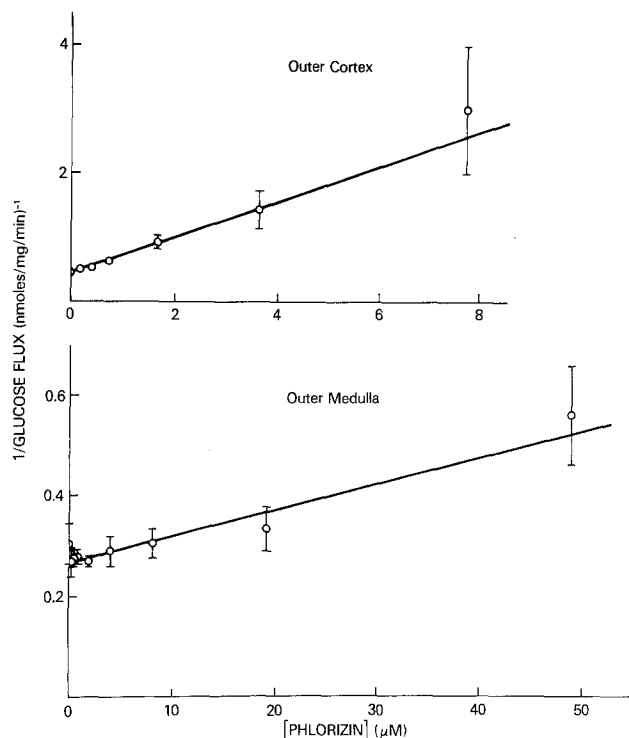 4
Outer Cortex
2
0
0 2 4 6 8
1/GLUCOSE FLUX (nmoles/mg/min)⁻¹
0.6
Outer Medulla
0.4
0.2
0 10 20 30 40 50
[PHLORIZIN] (μM)